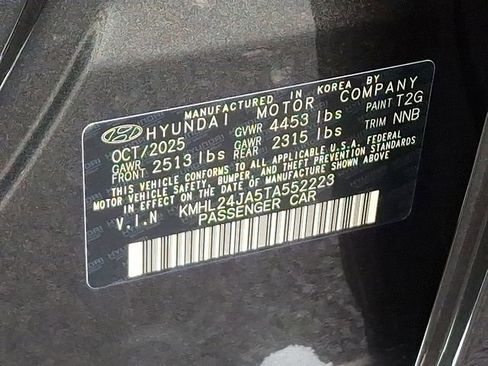 MANUFACTURED IN KOREA BY
HYUNDAI MOTOR COMPANY
OCT/2025 GVWR 4453 lbs PAINT T2G
GAWR FRONT 2513 lbs GAWR REAR 2315 lbs TRIM NNB
THIS VEHICLE CONFORMS TO ALL APPLICABLE U.S.A. FEDERAL
MOTOR VEHICLE SAFETY, BUMPER, AND THEFT PREVENTION STANDARDS
IN EFFECT ON THE DATE OF MANUFACTURE SHOWN ABOVE.
V.I.N KMHL24JA5TA552223
PASSENGER CAR